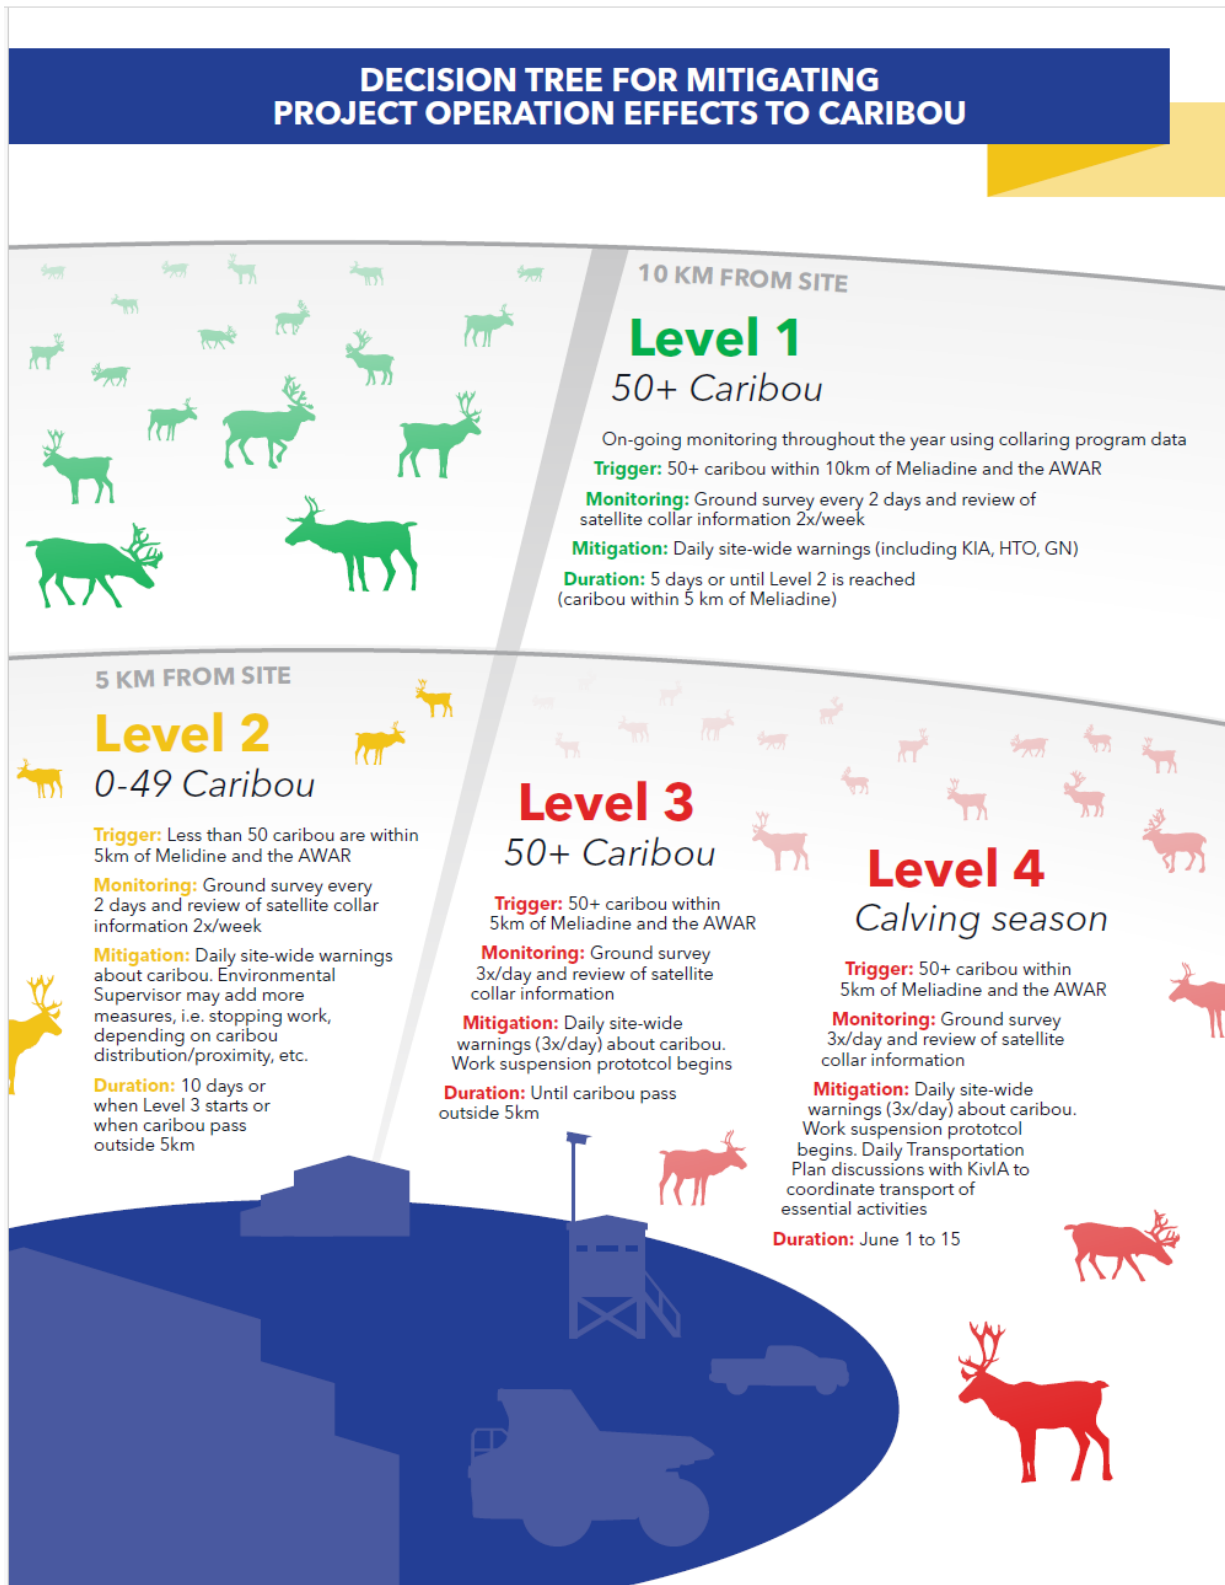 DECISION TREE FOR MITIGATING
PROJECT OPERATION EFFECTS TO CARIBOU
10 KM FROM SITE
Level 1
50+ Caribou
On-going monitoring throughout the year using collaring program data
Trigger: 50+ caribou within 10km of Meliadine and the AWAR
Monitoring: Ground survey every 2 days and review of
satellite collar information 2x/week
Mitigation: Daily site-wide warnings (including KIA, HTO, GN)
Duration: 5 days or until Level 2 is reached
(caribou within 5 km of Meliadine)
5 KM FROM SITE
Level 2
0-49 Caribou
Trigger: Less than 50 caribou are within
5km of Melidine and the AWAR
Monitoring: Ground survey every
2 days and review of satellite collar
information 2x/week
Mitigation: Daily site-wide warnings
about caribou. Environmental
Supervisor may add more
measures, i.e. stopping work,
depending on caribou
distribution/proximity, etc.
Duration: 10 days or
when Level 3 starts or
when caribou pass
outside 5km
Level 3
50+ Caribou
Trigger: 50+ caribou within
5km of Meliadine and the AWAR
Monitoring: Ground survey
3x/day and review of satellite
collar information
Mitigation: Daily site-wide
warnings (3x/day) about caribou.
Work suspension prototcol begins
Duration: Until caribou pass
outside 5km
Level 4
Calving season
Trigger: 50+ caribou within
5km of Meliadine and the AWAR
Monitoring: Ground survey
3x/day and review of satellite
collar information
Mitigation: Daily site-wide
warnings (3x/day) about caribou.
Work suspension prototcol
begins. Daily Transportation
Plan discussions with KivIA to
coordinate transport of
essential activities
Duration: June 1 to 15